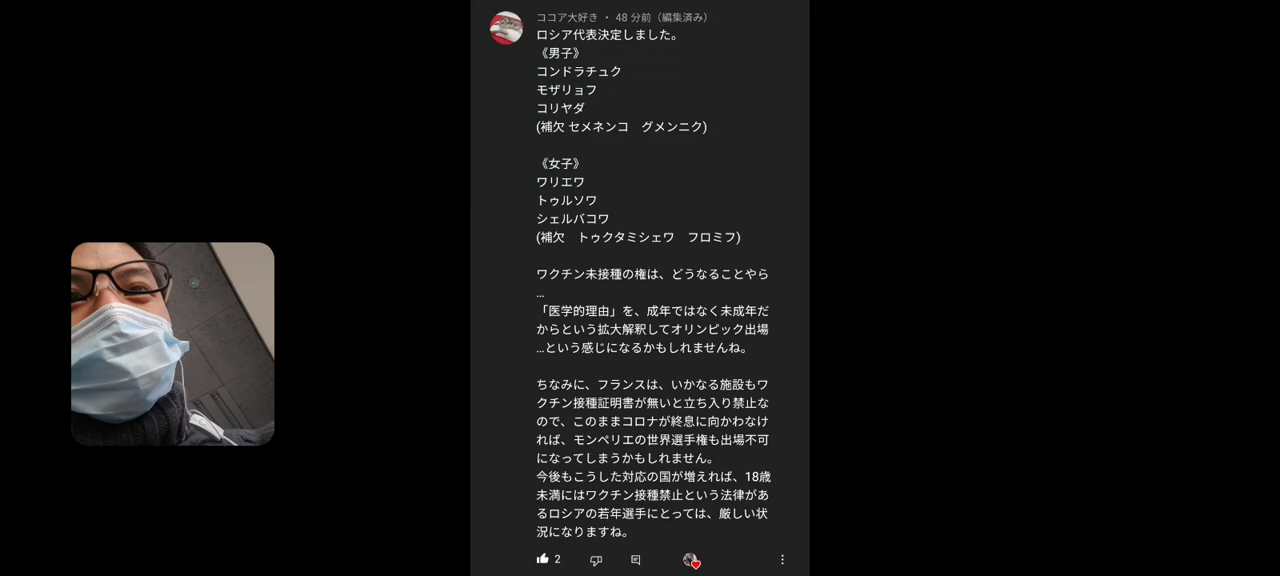 ココア大好き ・ 48 分前（編集済み）
ロシア代表決定しました。
《男子》
コンドラチュク
モザリョフ
コリヤダ
(補欠 セメネンコ　グメンニク)
《女子》
ワリエワ
トゥルソワ
シェルバコワ
(補欠　トゥクタミシェワ　フロミフ)
ワクチン未接種の権は、どうなることやら
…
「医学的理由」を、成年ではなく未成年だ
からという拡大解釈してオリンピック出場
…という感じになるかもしれませんね。
ちなみに、フランスは、いかなる施設もワ
クチン接種証明書が無いと立ち入り禁止な
ので、このままコロナが終息に向かわなけ
れば、モンペリエの世界選手権も出場不可
になってしまうかもしれません。
今後もこうした対応の国が増えれば、18歳
未満にはワクチン接種禁止という法律があ
るロシアの若年選手にとっては、厳しい状
況になりますね。
2